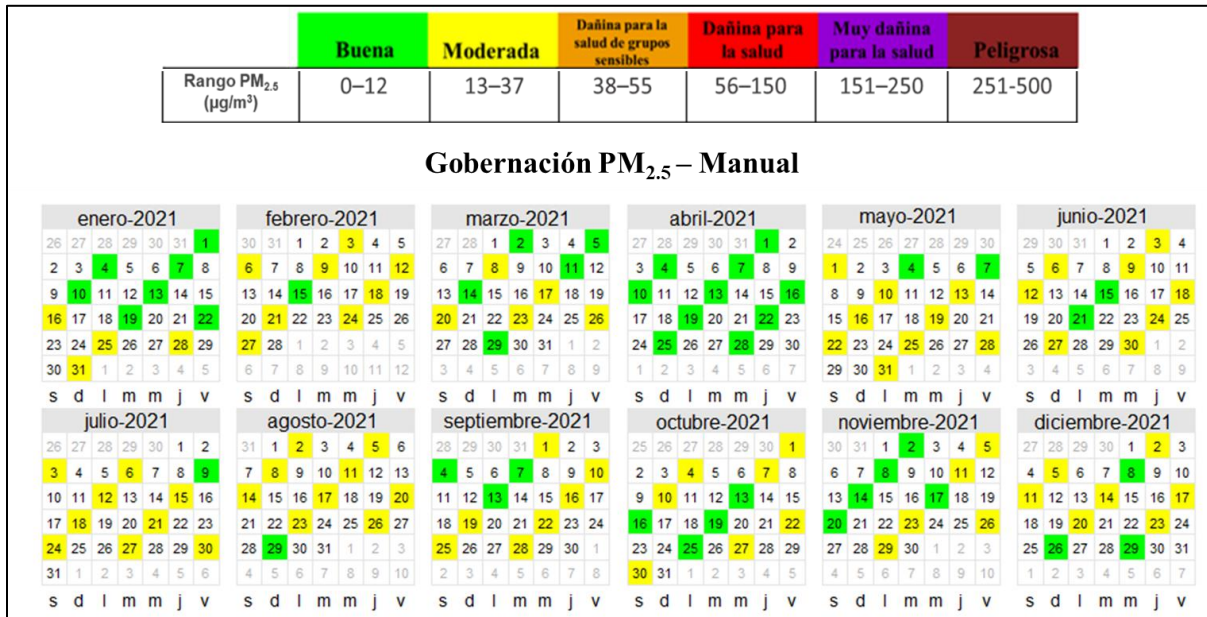 Buena Moderada Dañina para la salud de grupos sensibles Dañina para la salud Muy dañina para la salud Peligrosa
Rango PM2.5 (µg/m³) 0–12 13–37 38–55 56–150 151–250 251-500
Gobernación PM2.5 – Manual
enero-2021 febrero-2021 marzo-2021 abril-2021 mayo-2021 junio-2021
26 27 28 29 30 31 1 30 31 1 2 3 4 5 27 28 1 2 3 4 5 27 28 29 30 31 1 2 24 25 26 27 28 29 30 29 30 31 1 2 3 4
2 3 4 5 6 7 8 6 7 8 9 10 11 12 6 7 8 9 10 11 12 3 4 5 6 7 8 9 1 2 3 4 5 6 7 5 6 7 8 9 10 11
9 10 11 12 13 14 15 13 14 15 16 17 18 19 13 14 15 16 17 18 19 10 11 12 13 14 15 16 8 9 10 11 12 13 14 12 13 14 15 16 17 18
16 17 18 19 20 21 22 20 21 22 23 24 25 26 20 21 22 23 24 25 26 17 18 19 20 21 22 23 15 16 17 18 19 20 21 19 20 21 22 23 24 25
23 24 25 26 27 28 29 27 28 1 2 3 4 5 27 28 29 30 31 1 2 24 25 26 27 28 29 30 22 23 24 25 26 27 28 26 27 28 29 30 1 2
30 31 1 2 3 4 5 6 7 8 9 10 11 12 3 4 5 6 7 8 9 1 2 3 4 5 6 7 29 30 31 1 2 3 4 3 4 5 6 7 8 9
s d l m m j v s d l m m j v s d l m m j v s d l m m j v s d l m m j v s d l m m j v
julio-2021 agosto-2021 septiembre-2021 octubre-2021 noviembre-2021 diciembre-2021
26 27 28 29 30 1 2 31 1 2 3 4 5 6 28 29 30 31 1 2 3 25 26 27 28 29 30 1 30 31 1 2 3 4 5 27 28 29 30 1 2 3
3 4 5 6 7 8 9 7 8 9 10 11 12 13 4 5 6 7 8 9 10 2 3 4 5 6 7 8 6 7 8 9 10 11 12 4 5 6 7 8 9 10
10 11 12 13 14 15 16 14 15 16 17 18 19 20 11 12 13 14 15 16 17 9 10 11 12 13 14 15 13 14 15 16 17 18 19 11 12 13 14 15 16 17
17 18 19 20 21 22 23 21 22 23 24 25 26 27 18 19 20 21 22 23 24 16 17 18 19 20 21 22 20 21 22 23 24 25 26 18 19 20 21 22 23 24
24 25 26 27 28 29 30 28 29 30 31 1 2 3 25 26 27 28 29 30 1 23 24 25 26 27 28 29 27 28 29 30 1 2 3 25 26 27 28 29 30 31
31 1 2 3 4 5 6 4 5 6 7 8 9 10 2 3 4 5 6 7 8 30 31 1 2 3 4 5 4 5 6 7 8 9 10 1 2 3 4 5 6 7
s d l m m j v s d l m m j v s d l m m j v s d l m m j v s d l m m j v s d l m m j v